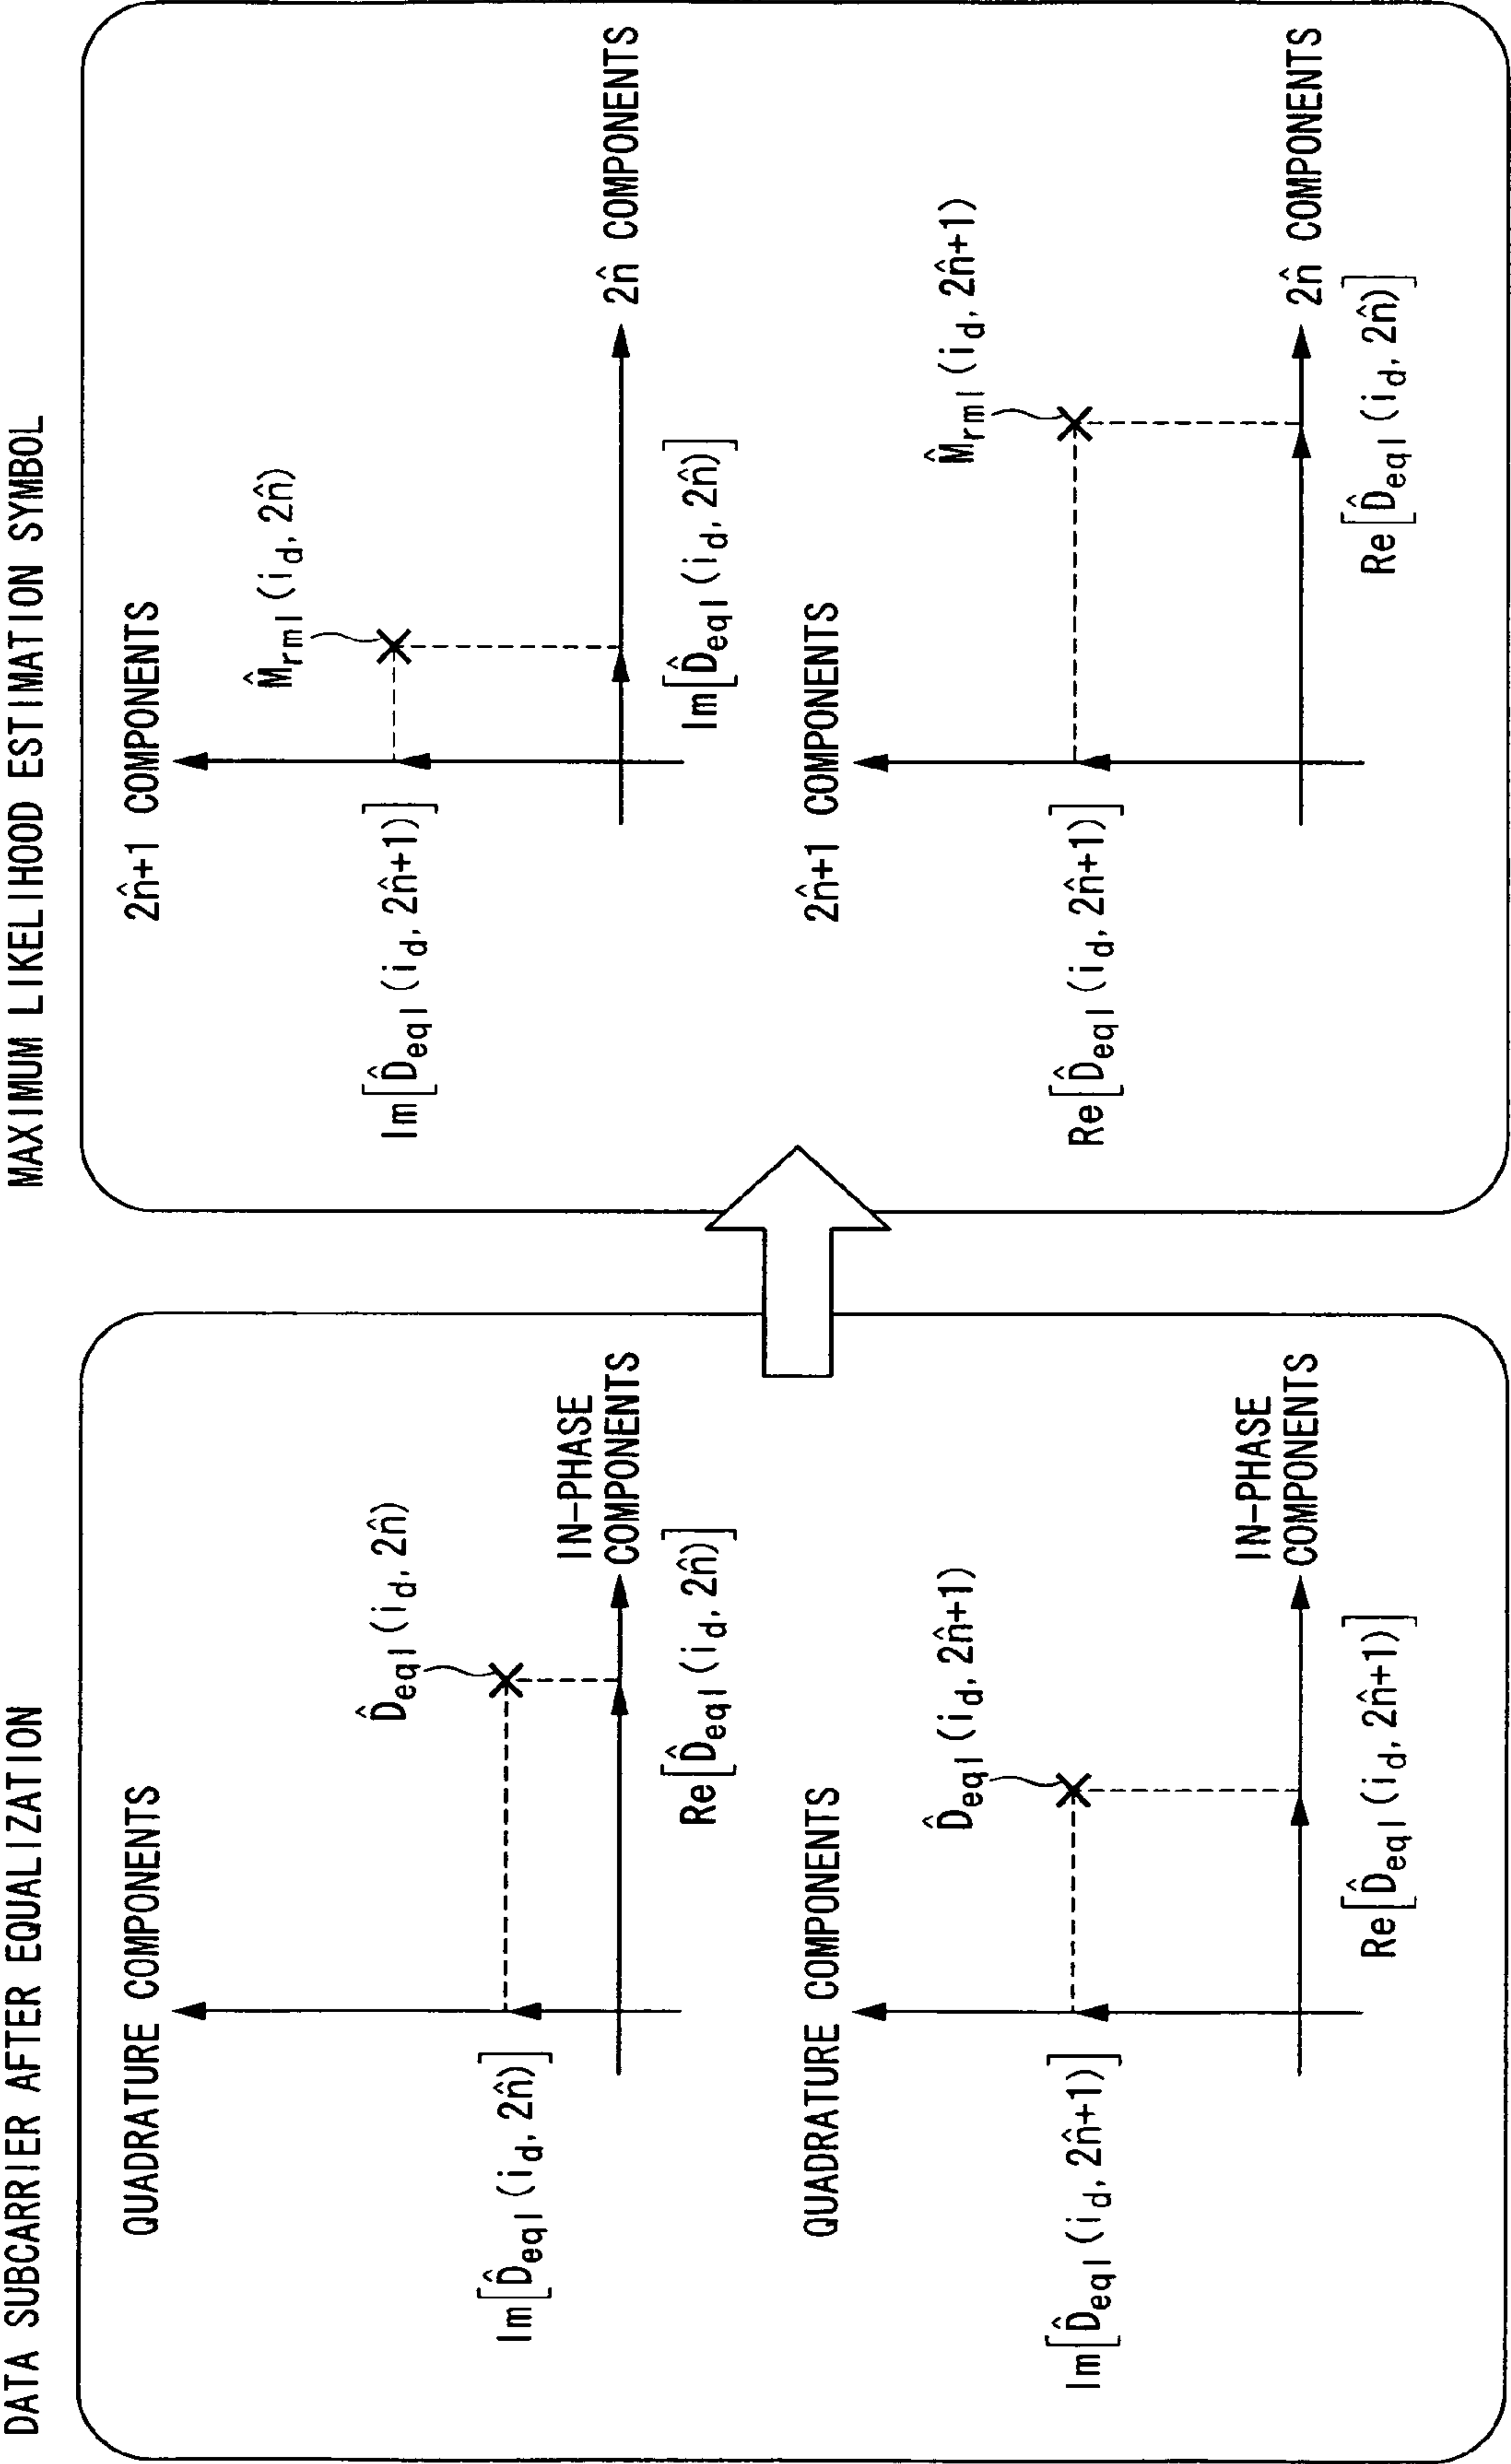 DATA SUBCARRIER AFTER EQUALIZATION
QUADRATURE COMPONENTS
D̂eql (id, 2n̂)
Im[D̂eql (id, 2n̂)]
IN-PHASE
COMPONENTS
Re[D̂eql (id, 2n̂)]
QUADRATURE COMPONENTS
D̂eql (id, 2n̂+1)
Im[D̂eql (id, 2n̂+1)]
IN-PHASE
COMPONENTS
Re[D̂eql (id, 2n̂+1)]
MAXIMUM LIKELIHOOD ESTIMATION SYMBOL
2n̂+1 COMPONENTS
M̂rml (id, 2n̂)
Im[D̂eql (id, 2n̂+1)]
2n̂ COMPONENTS
Im[D̂eql (id, 2n̂)]
2n̂+1 COMPONENTS
M̂rml (id, 2n̂+1)
Re[D̂eql (id, 2n̂+1)]
2n̂ COMPONENTS
Re[D̂eql (id, 2n̂)]